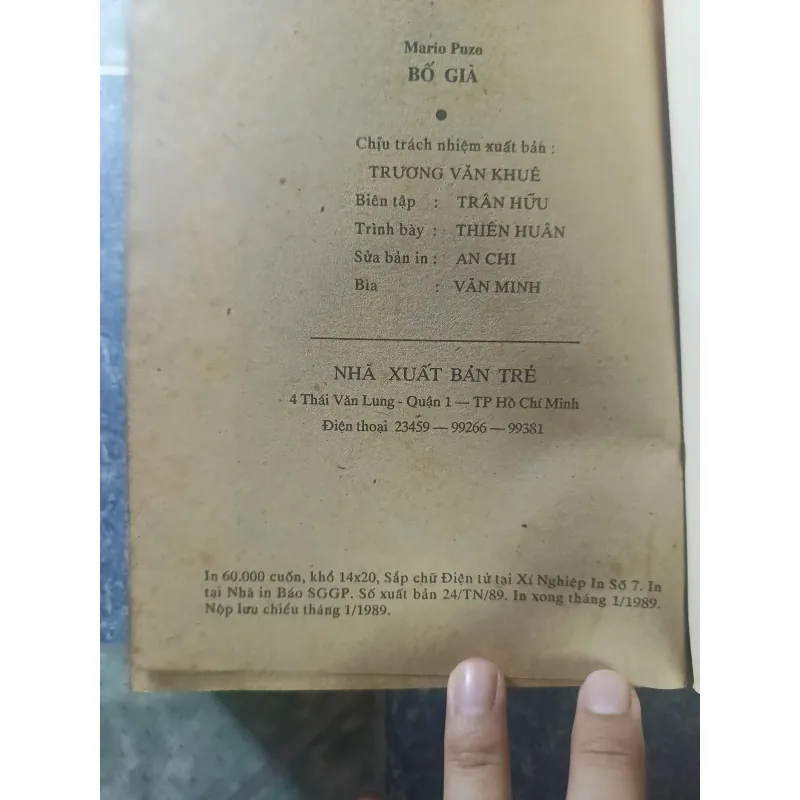 Mario Puzo
BỐ GIÀ
Chịu trách nhiệm xuất bản :
TRƯƠNG VĂN KHUÊ
Biên tập : TRẦN HỮU
Trình bày : THIÊN HUÂN
Sửa bản in : AN CHI
Bìa : VĂN MINH
NHÀ XUẤT BẢN TRẺ
4 Thái Văn Lung - Quận 1 — TP Hồ Chí Minh
Điện thoại 23459 — 99266 — 99381
In 60.000 cuốn, khổ 14x20, Sắp chữ Điện tử tại Xí Nghiệp In Số 7. In
tại Nhà in Báo SGGP. Số xuất bản 24/TN/89. In xong tháng 1/1989.
Nộp lưu chiểu tháng 1/1989.